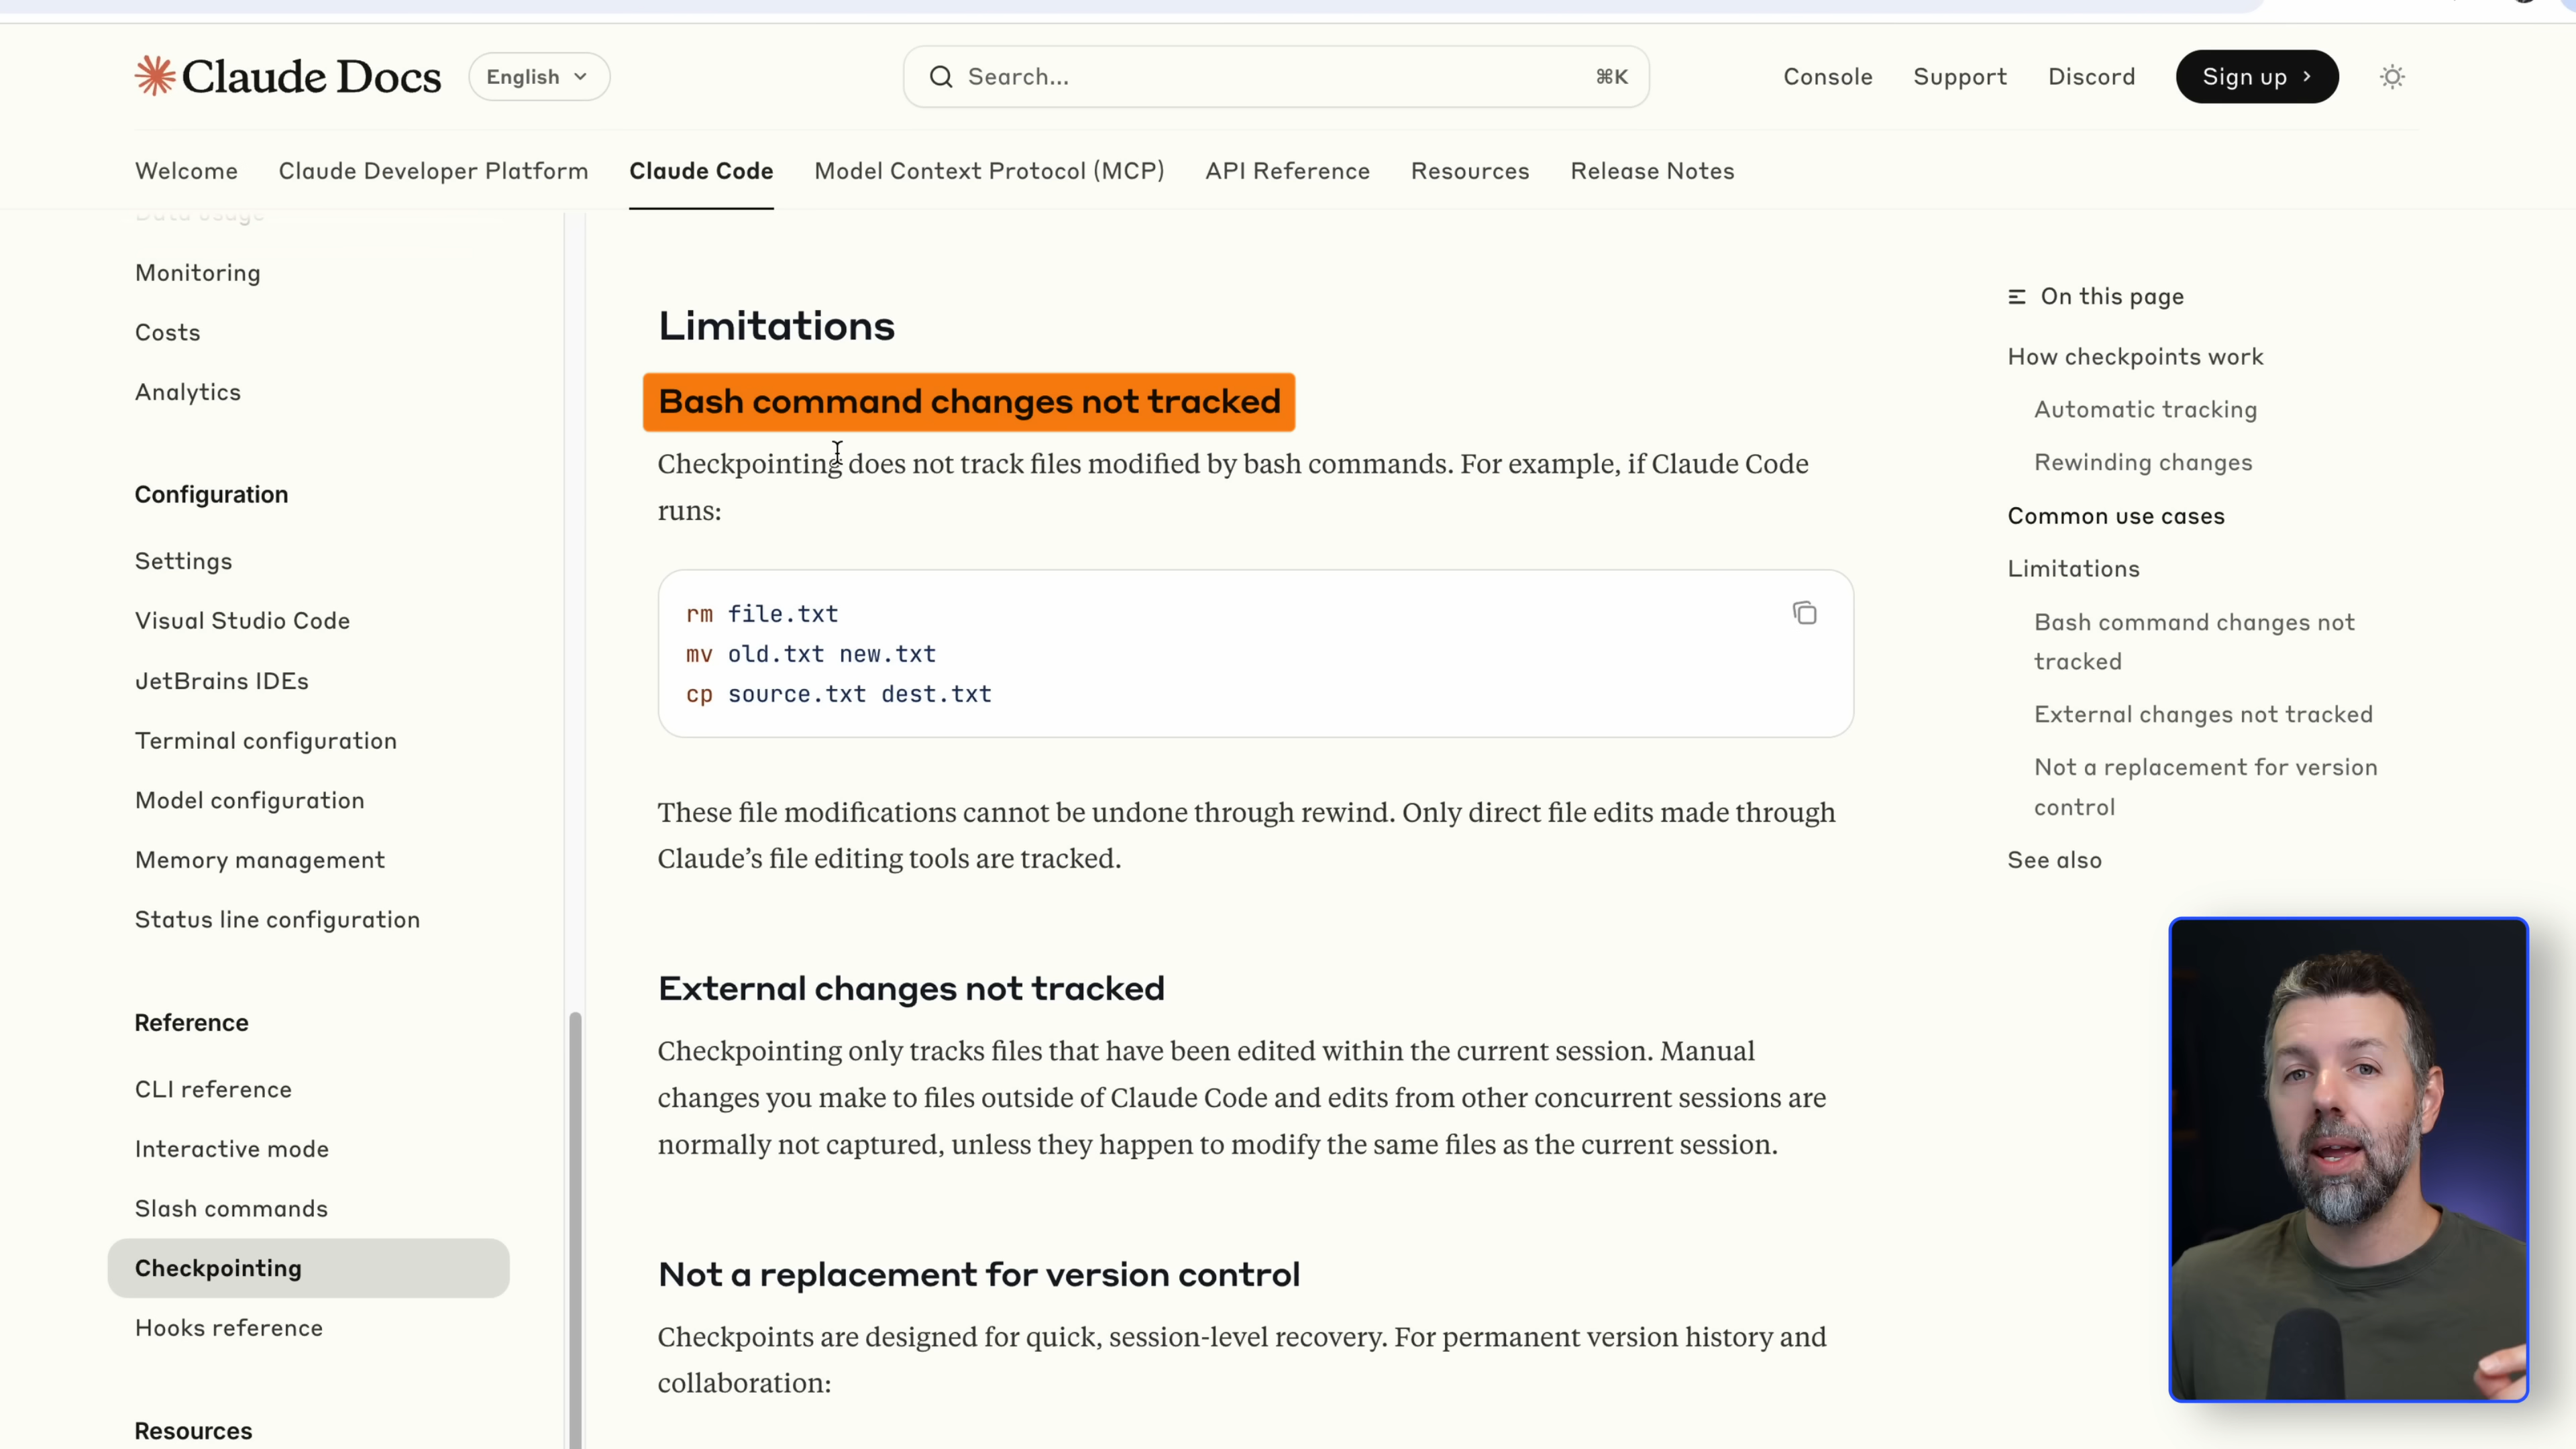 Claude Docs
English
Search...
⌘K
Console
Support
Discord
Sign up
Welcome
Claude Developer Platform
Claude Code
Model Context Protocol (MCP)
API Reference
Resources
Release Notes
Data usage
Monitoring
Costs
Analytics
Configuration
Settings
Visual Studio Code
JetBrains IDEs
Terminal configuration
Model configuration
Memory management
Status line configuration
Reference
CLI reference
Interactive mode
Slash commands
Checkpointing
Hooks reference
Resources
Limitations
Bash command changes not tracked
Checkpointing does not track files modified by bash commands. For example, if Claude Code
runs:
rm file.txt
mv old.txt new.txt
cp source.txt dest.txt
These file modifications cannot be undone through rewind. Only direct file edits made through
Claude’s file editing tools are tracked.
External changes not tracked
Checkpointing only tracks files that have been edited within the current session. Manual
changes you make to files outside of Claude Code and edits from other concurrent sessions are
normally not captured, unless they happen to modify the same files as the current session.
Not a replacement for version control
Checkpoints are designed for quick, session-level recovery. For permanent version history and
collaboration:
On this page
How checkpoints work
Automatic tracking
Rewinding changes
Common use cases
Limitations
Bash command changes not
tracked
External changes not tracked
Not a replacement for version
control
See also